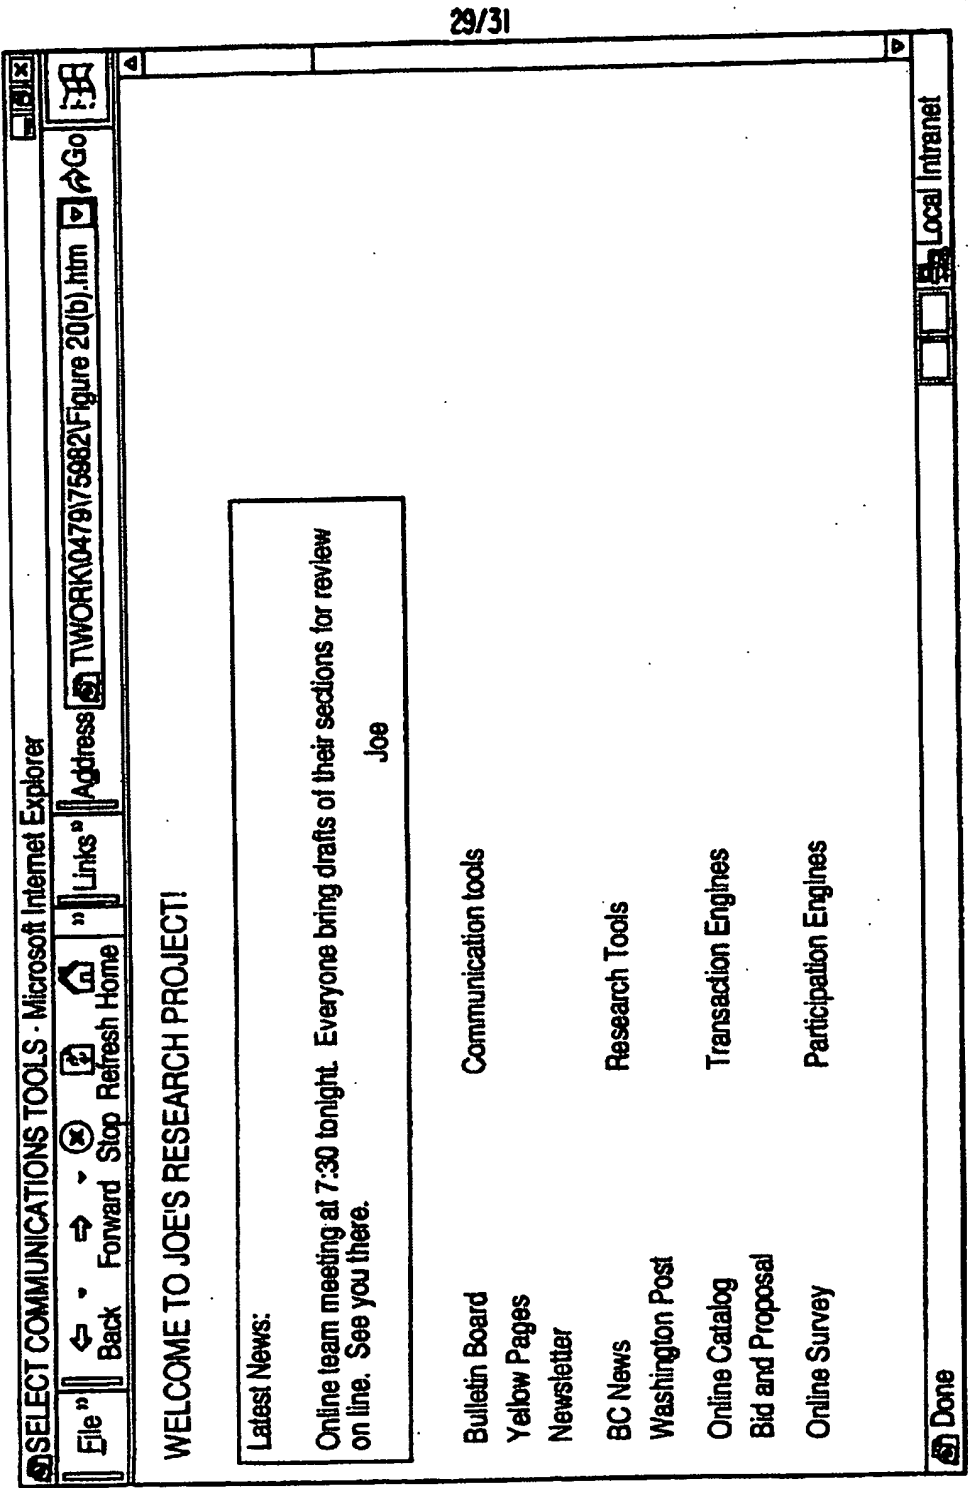 29/31
SELECT COMMUNICATIONS TOOLS - Microsoft Internet Explorer
File » Back Forward Stop Refresh Home » Links » Address T:\WORK\0479\75982\Figure 20(b).htm Go
WELCOME TO JOE'S RESEARCH PROJECT!
Latest News:
Online team meeting at 7:30 tonight. Everyone bring drafts of their sections for review
on line. See you there.
Joe
Bulletin Board Communication tools
Yellow Pages
Newsletter
BC News Research Tools
Washington Post
Online Catalog Transaction Engines
Bid and Proposal
Online Survey Participation Engines
Done Local Intranet